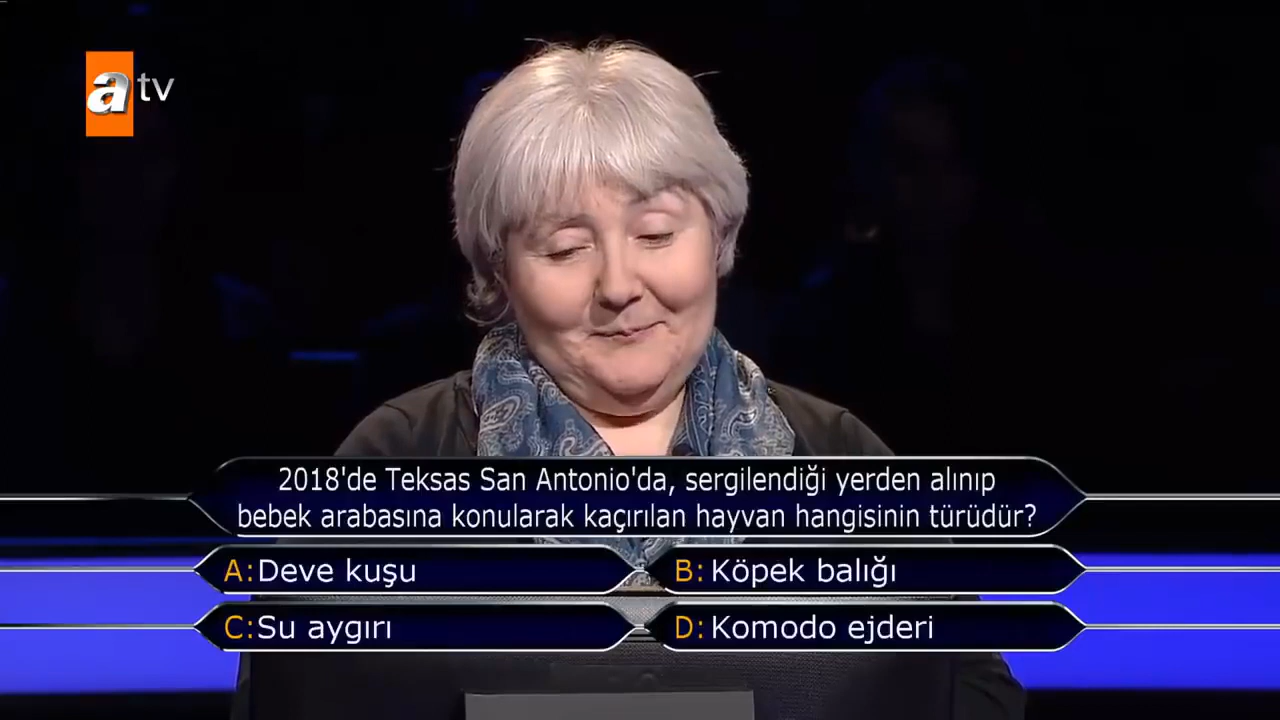 atv
2018'de Teksas San Antonio'da, sergilendiği yerden alınıp
bebek arabasına konularak kaçırılan hayvan hangisinin türüdür?
A: Deve kuşu
B: Köpek balığı
C: Su aygırı
D: Komodo ejderi